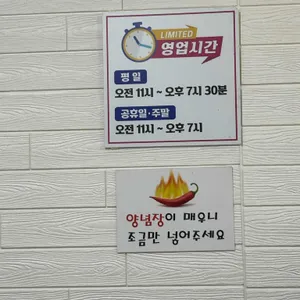 LIMITED
영업시간
평 일
오전 11시 ~ 오후 7시 30분
공휴일·주말
오전 11시 ~ 오후 7시
양념장이 매우니
조금만 넣어주세요